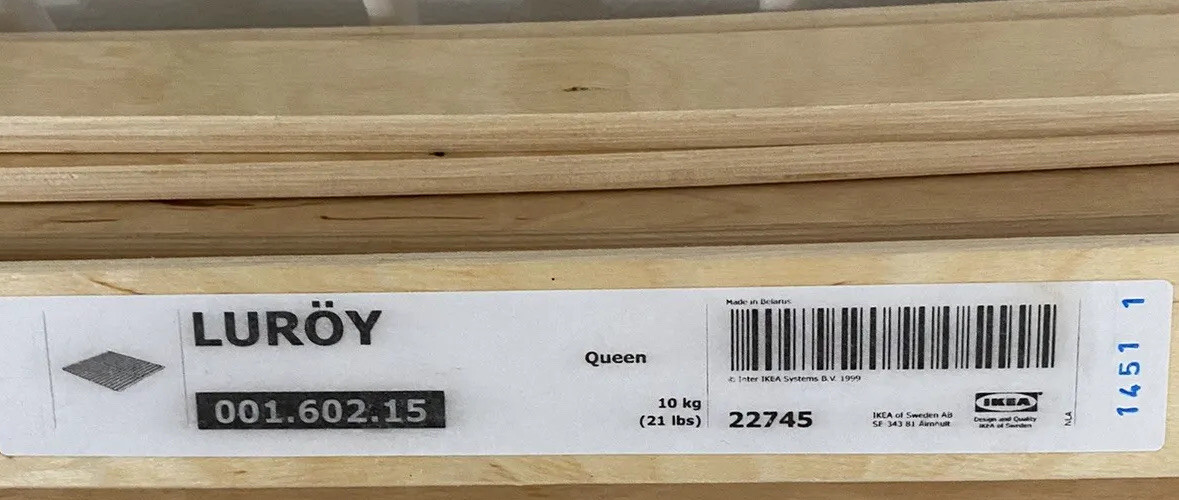 LURÖY
001.602.15
Queen
10 kg
(21 lbs)
Made in Belarus
© Inter IKEA Systems B.V. 1999
22745
IKEA of Sweden AB
SE-343 81 Älmhult
IKEA
Design and Quality
IKEA of Sweden
1451 1